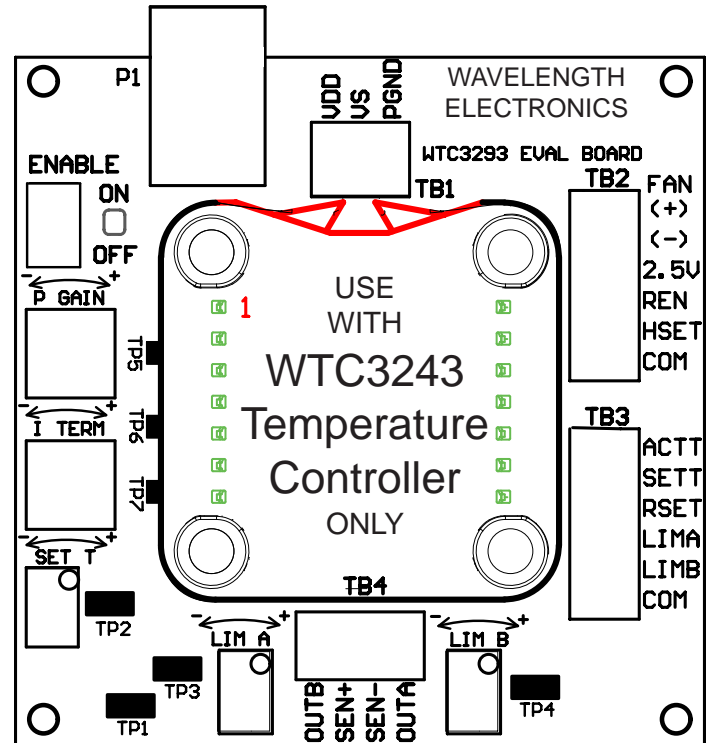 P1
VDD
VS
PGND
WAVELENGTH
ELECTRONICS
WTC3293 EVAL BOARD
TB1
TB2
ENABLE
ON
OFF
FAN
(+)
(-)
2.5V
REN
HSET
COM
- +
P GAIN
- +
I TERM
- +
SET T
TP5
TP6
TP7
1
USE
WITH
WTC3243
Temperature
Controller
ONLY
TB3
ACTT
SETT
RSET
LIMA
LIMB
COM
TB4
TP2
TP3
TP1
- +
LIM A
OUTB
SEN+
SEN-
OUTA
- +
LIM B
TP4